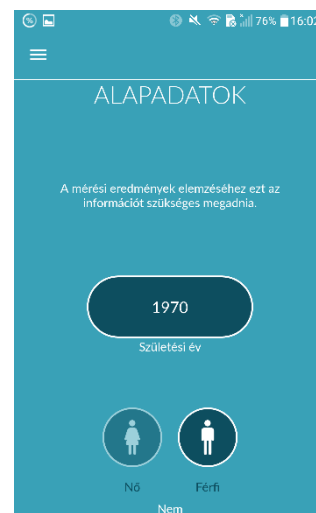 76% 16:02
ALAPADATOK
A mérési eredmények elemzéséhez ezt az
információt szükséges megadnia.
1970
Születési év
Nő Férfi
Nem